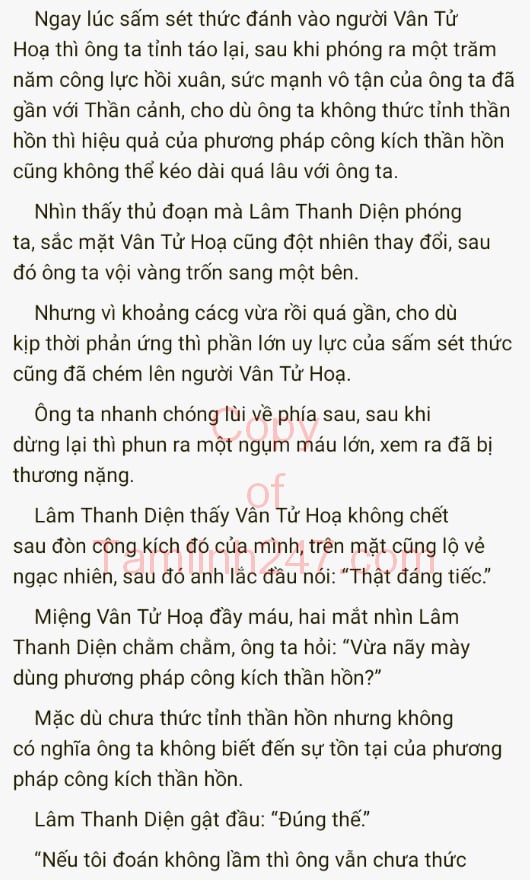 Ngay lúc sấm sét thức đánh vào người Vân Tử
Hoạ thì ông ta tỉnh táo lại, sau khi phóng ra một trăm
năm công lực hồi xuân, sức mạnh vô tận của ông ta đã
gần với Thần cảnh, cho dù ông ta không thức tỉnh thần
hồn thì hiệu quả của phương pháp công kích thần hồn
cũng không thể kéo dài quá lâu với ông ta.
Nhìn thấy thủ đoạn mà Lâm Thanh Diện phóng
ta, sắc mặt Vân Tử Hoạ cũng đột nhiên thay đổi, sau
đó ông ta vội vàng trốn sang một bên.
Nhưng vì khoảng cácg vừa rồi quá gần, cho dù
kịp thời phản ứng thì phần lớn uy lực của sấm sét thức
cũng đã chém lên người Vân Tử Hoạ.
Ông ta nhanh chóng lùi về phía sau, sau khi
dừng lại thì phun ra một ngụm máu lớn, xem ra đã bị
thương nặng.
Lâm Thanh Diện thấy Vân Tử Hoạ không chết
sau đòn công kích đó của mình, trên mặt cũng lộ vẻ
ngạc nhiên, sau đó anh lắc đầu nói: “Thật đáng tiếc.”
Miệng Vân Tử Hoạ đầy máu, hai mắt nhìn Lâm
Thanh Diện chằm chằm, ông ta hỏi: “Vừa nãy mày
dùng phương pháp công kích thần hồn?”
Mặc dù chưa thức tỉnh thần hồn nhưng không
có nghĩa ông ta không biết đến sự tồn tại của phương
pháp công kích thần hồn.
Lâm Thanh Diện gật đầu: “Đúng thế.”
“Nếu tôi đoán không lầm thì ông vẫn chưa thức
Copy
of
Tamlinh247.com